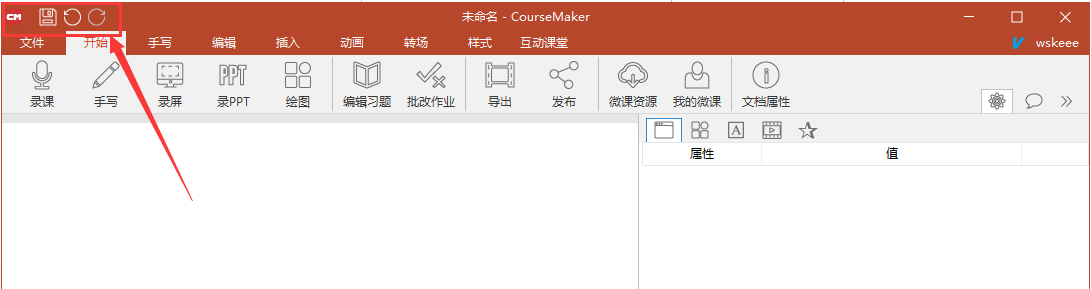 CM 未命名 - CourseMaker
文件 开始 手写 编辑 插入 动画 转场 样式 互动课堂 wskeee
PPT
录课 手写 录屏 录PPT 绘图 编辑习题 批改作业 导出 发布 微课资源 我的微课 文档属性
A
属性 值